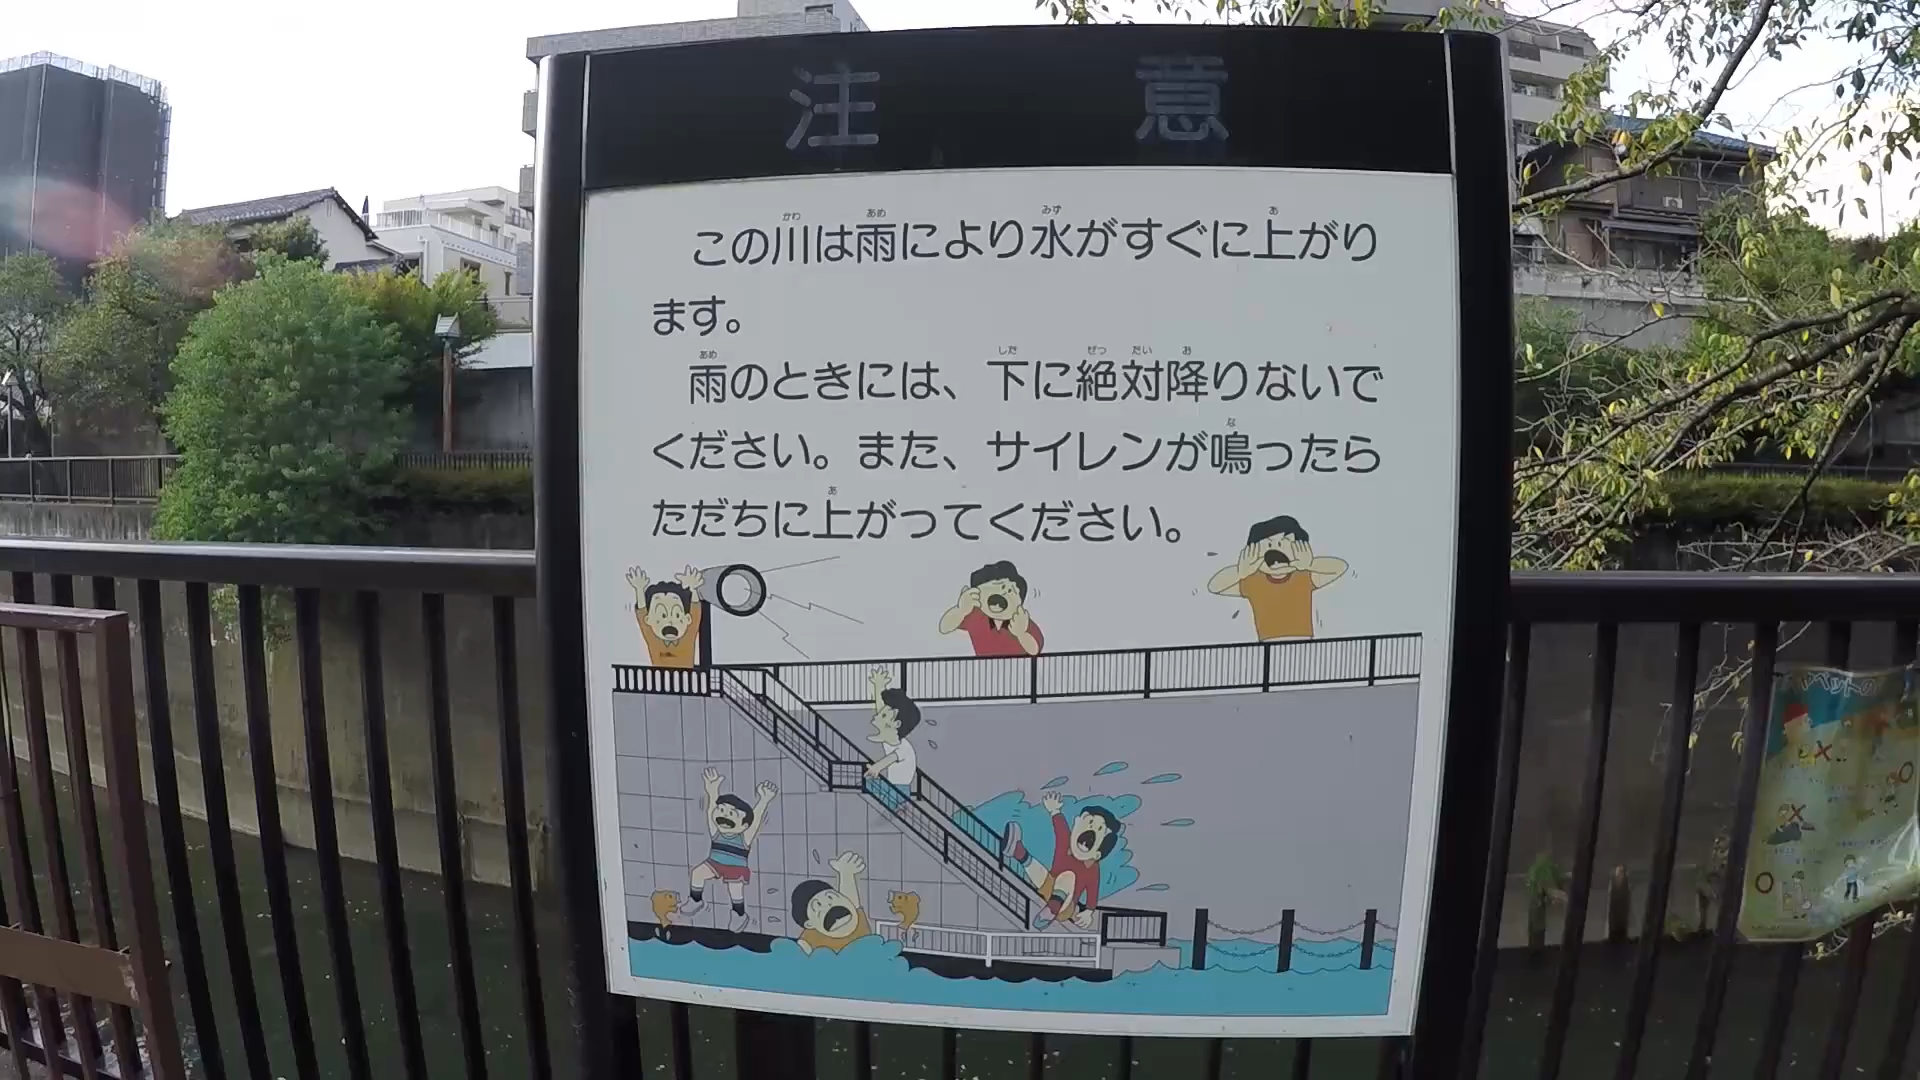 注意
この川は雨により水がすぐに上がり
ます。
雨のときには、下に絶対降りないで
ください。また、サイレンが鳴ったら
ただちに上がってください。